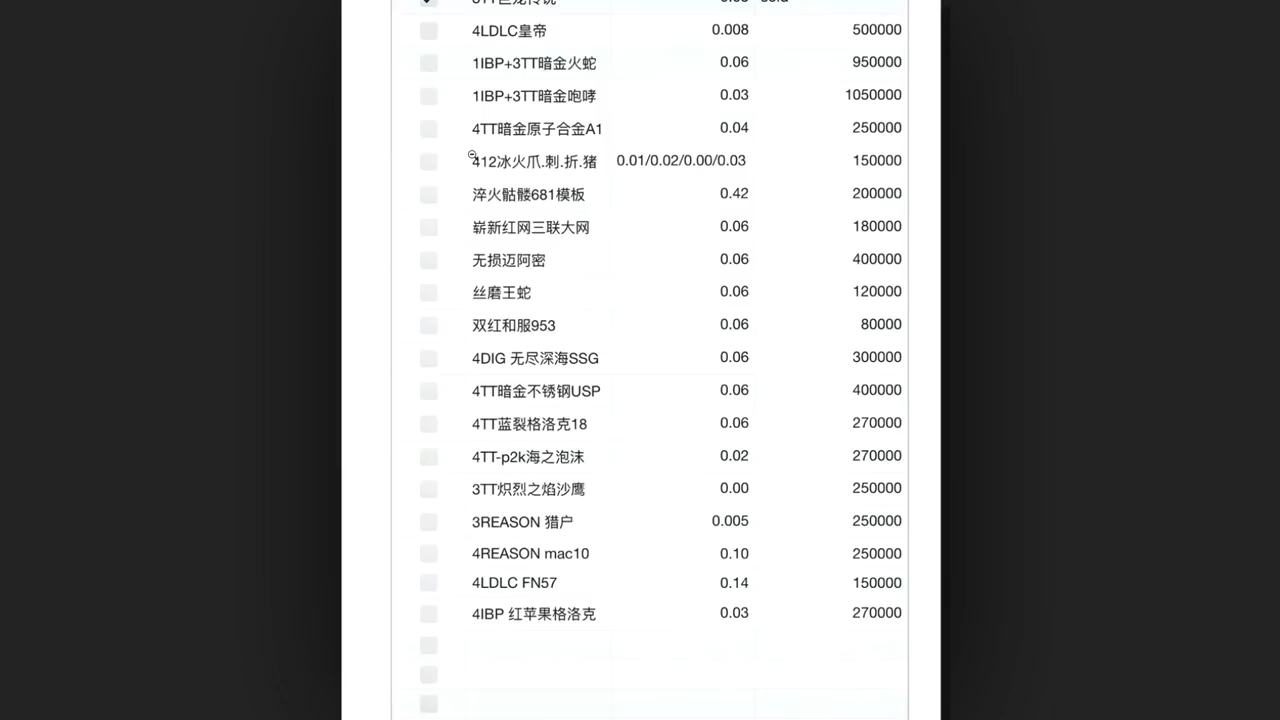 4LDLC皇帝 0.008 500000
1IBP+3TT暗金火蛇 0.06 950000
1IBP+3TT暗金咆哮 0.03 1050000
4TT暗金原子合金A1 0.04 250000
412冰火爪.刺.折.猪 0.01/0.02/0.00/0.03 150000
淬火骷髅681模板 0.42 200000
崭新红网三联大网 0.06 180000
无损迈阿密 0.06 400000
丝磨王蛇 0.06 120000
双红和服953 0.06 80000
4DIG 无尽深海SSG 0.06 300000
4TT暗金不锈钢USP 0.06 400000
4TT蓝裂格洛克18 0.06 270000
4TT-p2k海之泡沫 0.02 270000
3TT炽烈之焰沙鹰 0.00 250000
3REASON 猎户 0.005 250000
4REASON mac10 0.10 250000
4LDLC FN57 0.14 150000
4IBP 红苹果格洛克 0.03 270000